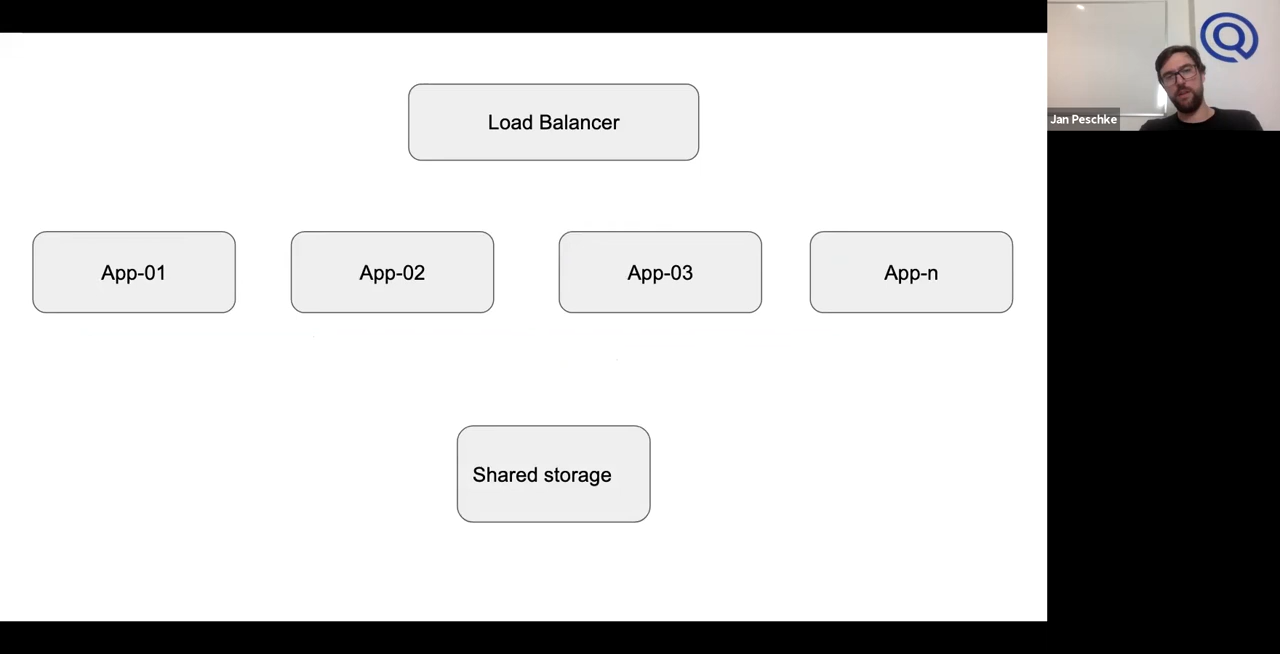 Load Balancer
Jan Peschke
App-01
App-02
App-03
App-n
Shared storage